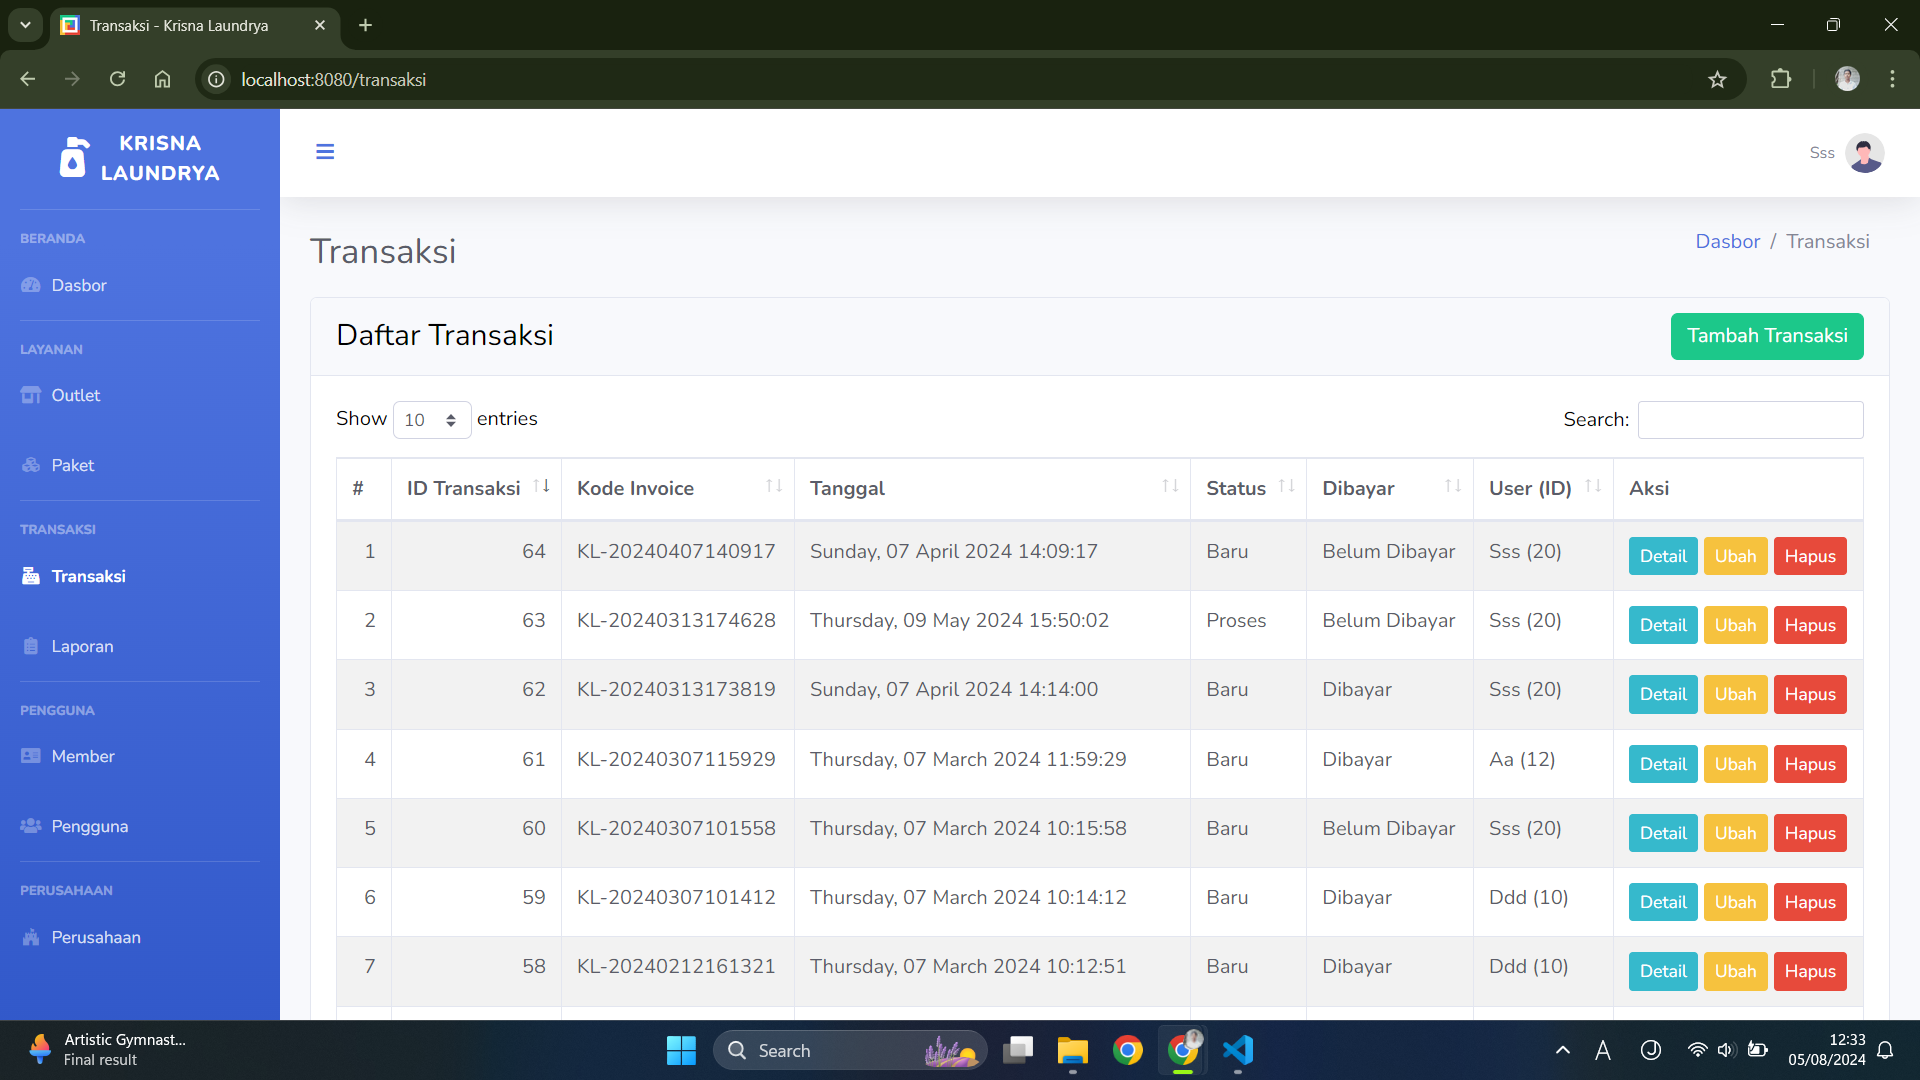 Transaksi - Krisna Laundrya
localhost:8080/transaksi
KRISNA
LAUNDRYA
BERANDA
Dasbor
LAYANAN
Outlet
Paket
TRANSAKSI
Transaksi
Laporan
PENGGUNA
Member
Pengguna
PERUSAHAAN
Perusahaan
Sss
Transaksi
Dasbor / Transaksi
Daftar Transaksi
Tambah Transaksi
Show 10 entries
Search:
# ID Transaksi Kode Invoice Tanggal Status Dibayar User (ID) Aksi
1 64 KL-20240407140917 Sunday, 07 April 2024 14:09:17 Baru Belum Dibayar Sss (20) Detail Ubah Hapus
2 63 KL-20240313174628 Thursday, 09 May 2024 15:50:02 Proses Belum Dibayar Sss (20) Detail Ubah Hapus
3 62 KL-20240313173819 Sunday, 07 April 2024 14:14:00 Baru Dibayar Sss (20) Detail Ubah Hapus
4 61 KL-20240307115929 Thursday, 07 March 2024 11:59:29 Baru Dibayar Aa (12) Detail Ubah Hapus
5 60 KL-20240307101558 Thursday, 07 March 2024 10:15:58 Baru Belum Dibayar Sss (20) Detail Ubah Hapus
6 59 KL-20240307101412 Thursday, 07 March 2024 10:14:12 Baru Dibayar Ddd (10) Detail Ubah Hapus
7 58 KL-20240212161321 Thursday, 07 March 2024 10:12:51 Baru Dibayar Ddd (10) Detail Ubah Hapus
Artistic Gymnast...
Final result
Search
12:33
05/08/2024